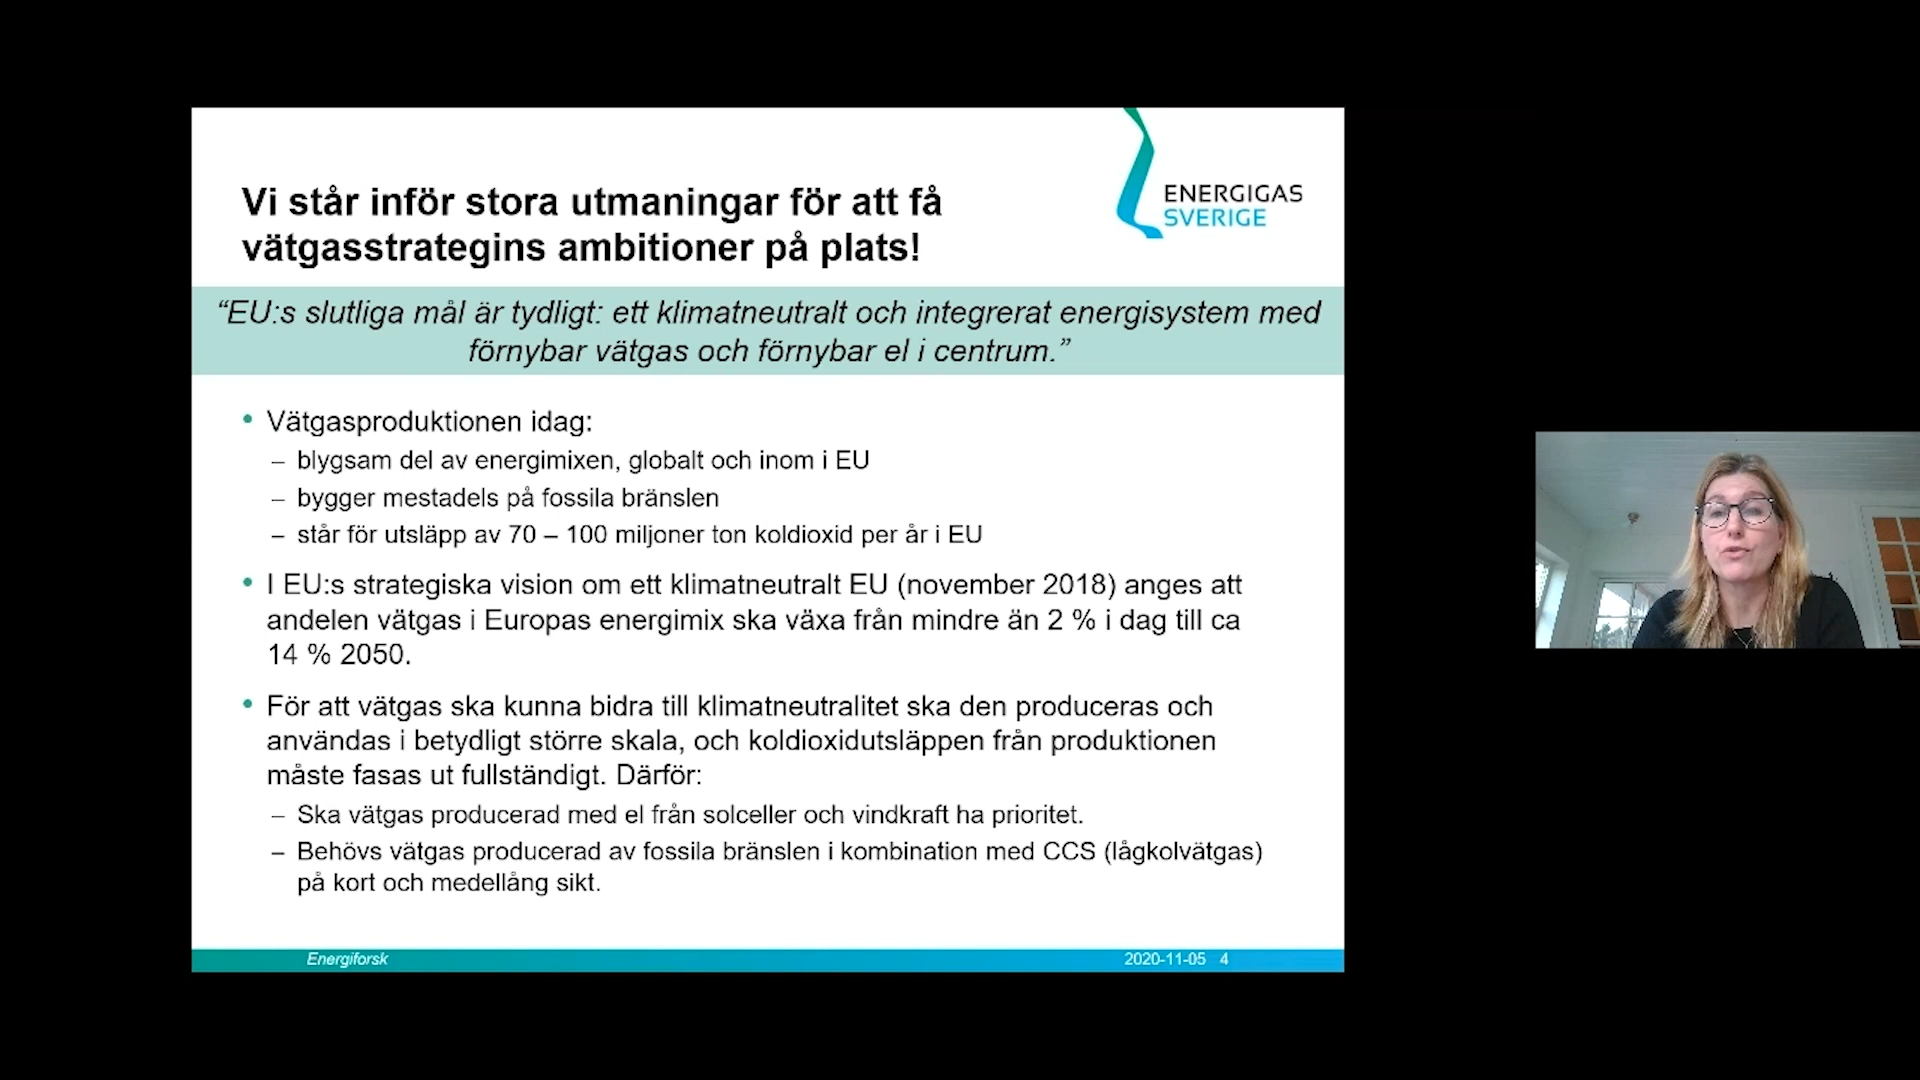 ENERGIGAS
SVERIGE
Vi står inför stora utmaningar för att få
vätgasstrategins ambitioner på plats!
“EU:s slutliga mål är tydligt: ett klimatneutralt och integrerat energisystem med
förnybar vätgas och förnybar el i centrum.”
• Vätgasproduktionen idag:
– blygsam del av energimixen, globalt och inom i EU
– bygger mestadels på fossila bränslen
– står för utsläpp av 70 – 100 miljoner ton koldioxid per år i EU
• I EU:s strategiska vision om ett klimatneutralt EU (november 2018) anges att
andelen vätgas i Europas energimix ska växa från mindre än 2 % i dag till ca
14 % 2050.
• För att vätgas ska kunna bidra till klimatneutralitet ska den produceras och
användas i betydligt större skala, och koldioxidutsläppen från produktionen
måste fasas ut fullständigt. Därför:
– Ska vätgas producerad med el från solceller och vindkraft ha prioritet.
– Behövs vätgas producerad av fossila bränslen i kombination med CCS (lågkolvätgas)
på kort och medellång sikt.
Energiforsk
2020-11-05 4